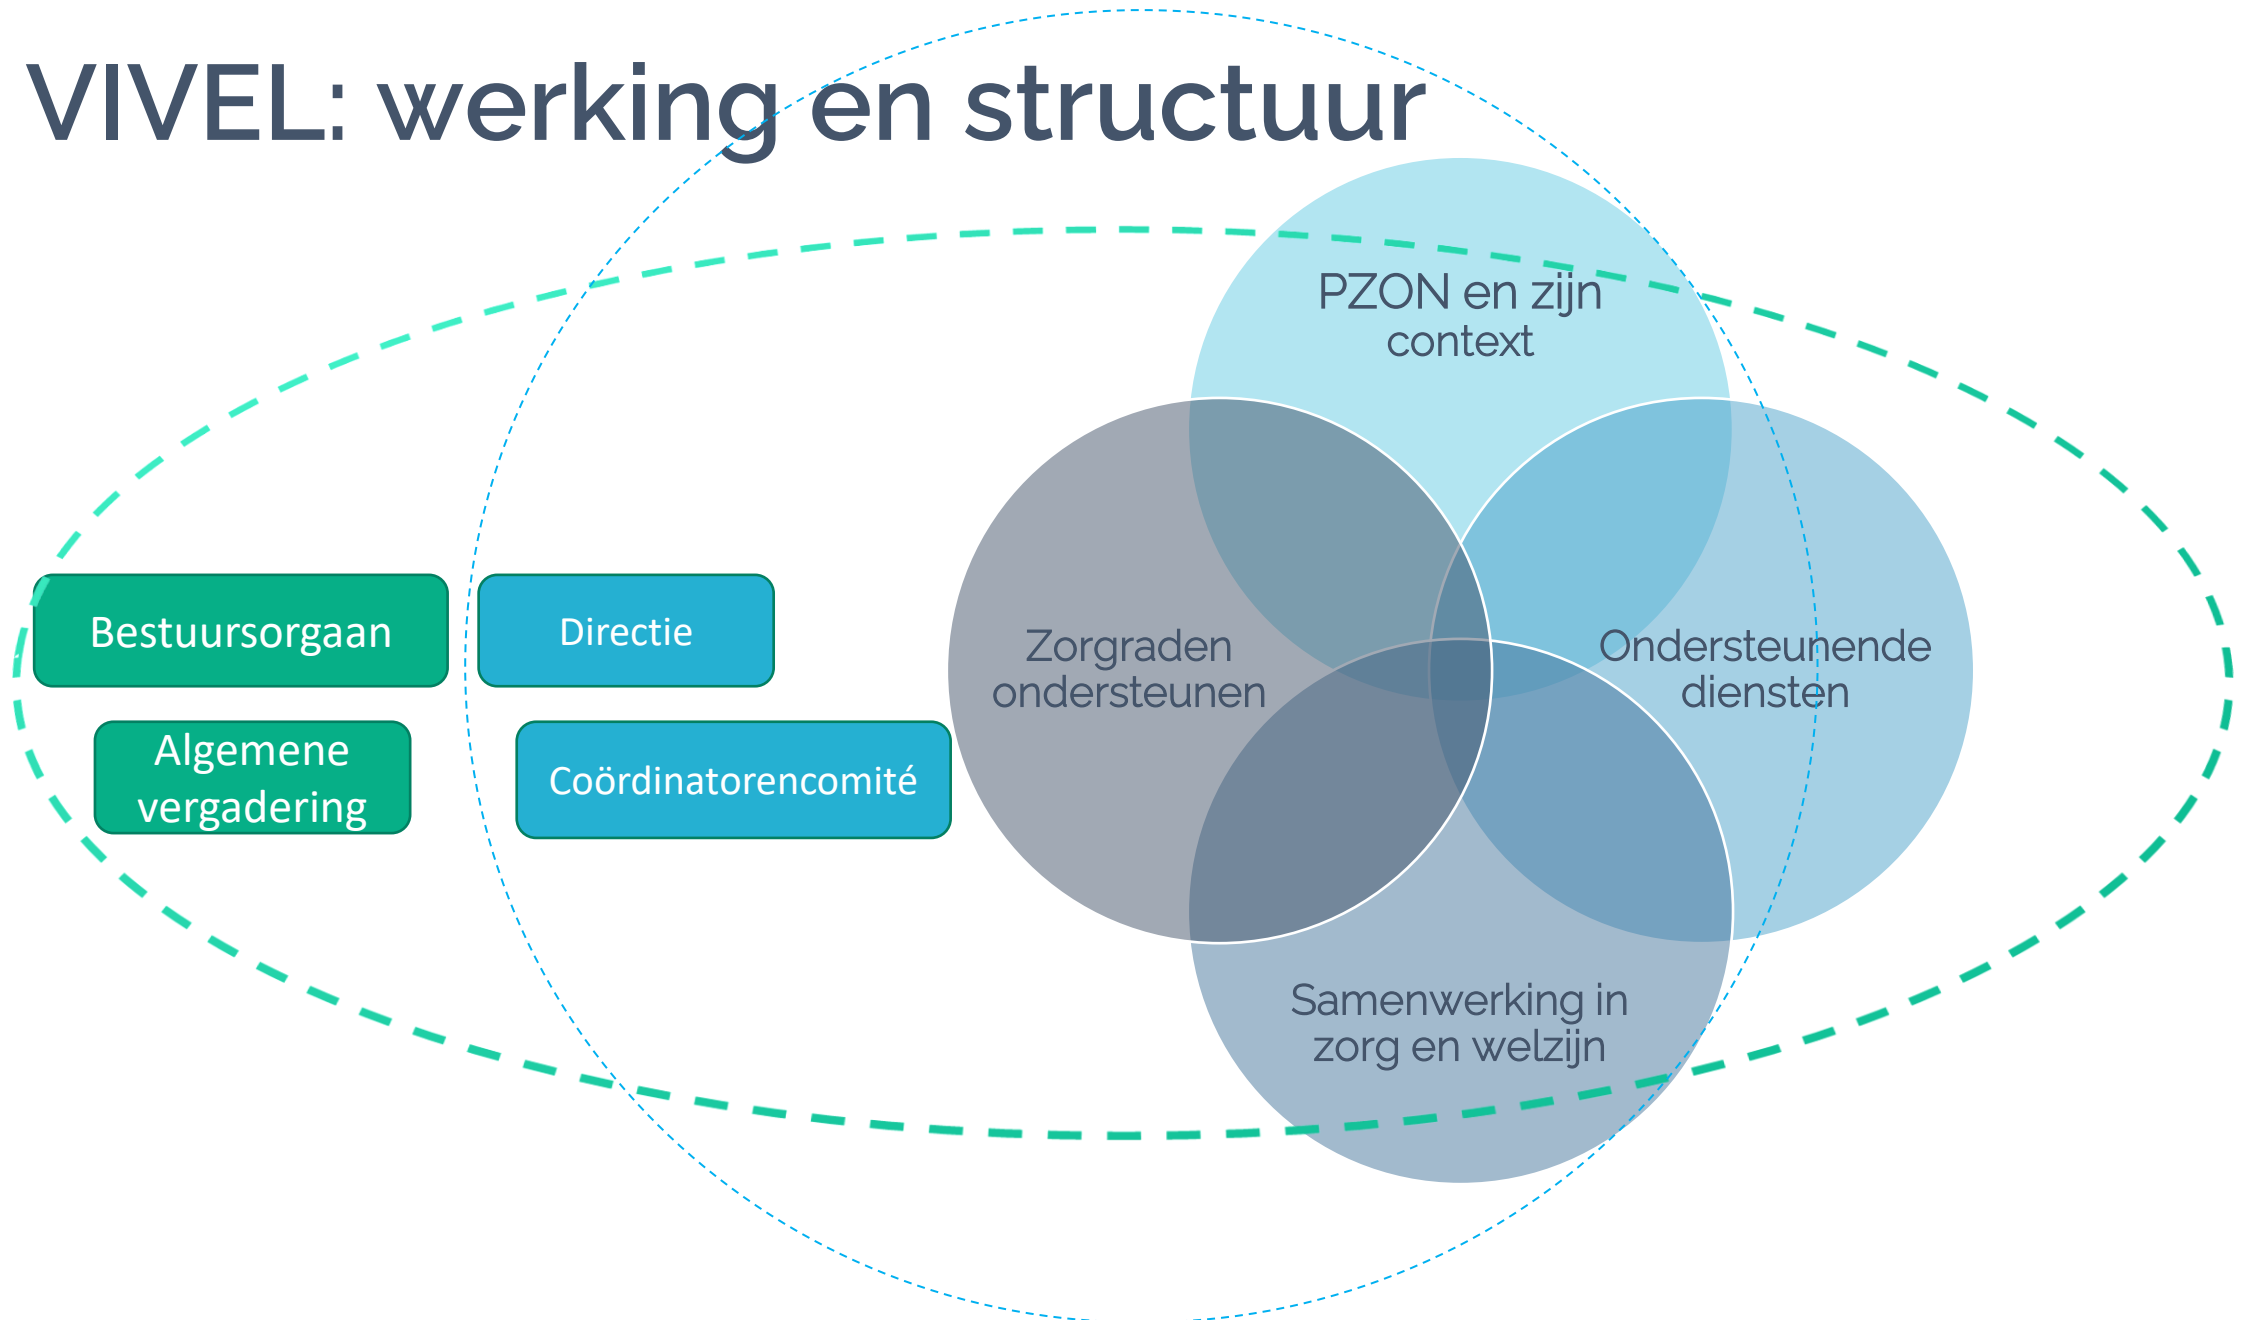 VIVEL: werking en structuur
PZON en zijn
context
Zorgraden
ondersteunen
Ondersteunende
diensten
Samenwerking in
zorg en welzijn
Bestuursorgaan
Directie
Algemene
vergadering
Coördinatorencomité